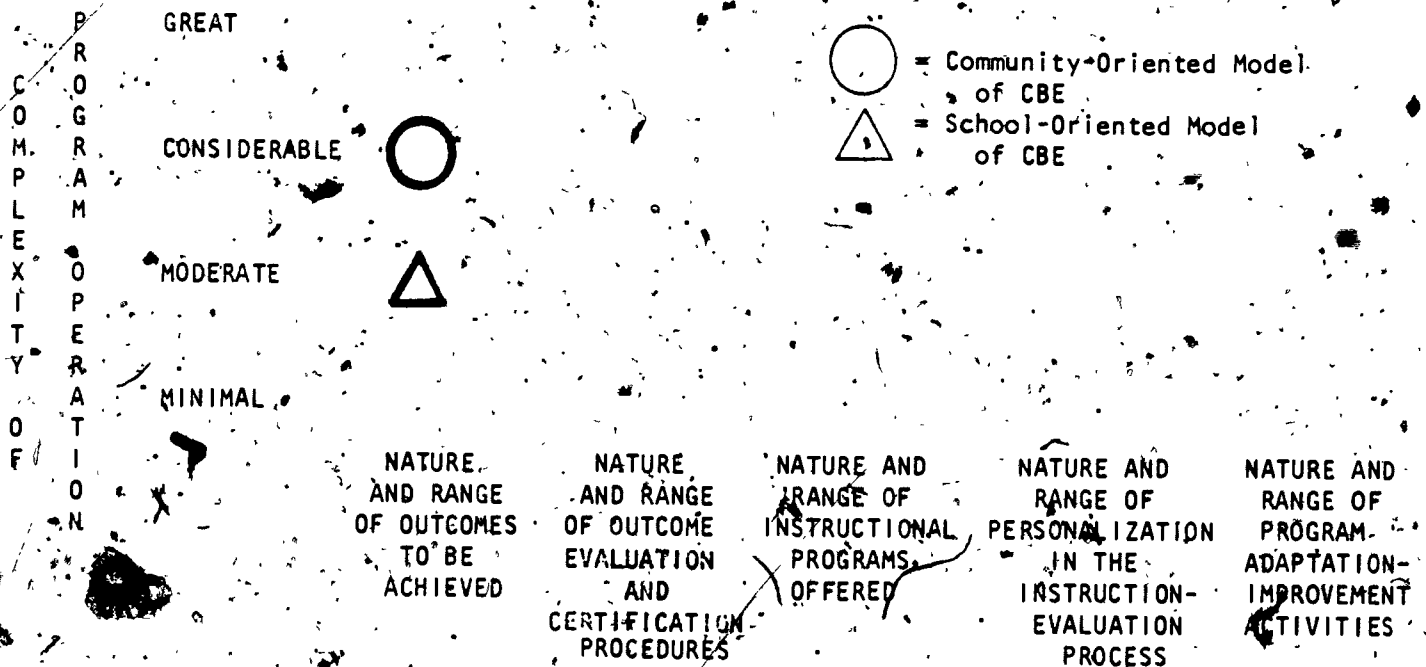 COMPLEXITY OF
PROGRAM OPERATION
GREAT
CONSIDERABLE
MODERATE
MINIMAL
= Community-Oriented Model
of CBE
= School-Oriented Model
of CBE
NATURE
AND RANGE
OF OUTCOMES
TO BE
ACHIEVED
NATURE
AND RANGE
OF OUTCOME
EVALUATION
AND
CERTIFICATION
PROCEDURES
NATURE AND
RANGE OF
INSTRUCTIONAL
PROGRAMS
OFFERED
NATURE AND
RANGE OF
PERSONALIZATION
IN THE
INSTRUCTION-
EVALUATION
PROCESS
NATURE AND
RANGE OF
PROGRAM
ADAPTATION-
IMPROVEMENT
ACTIVITIES